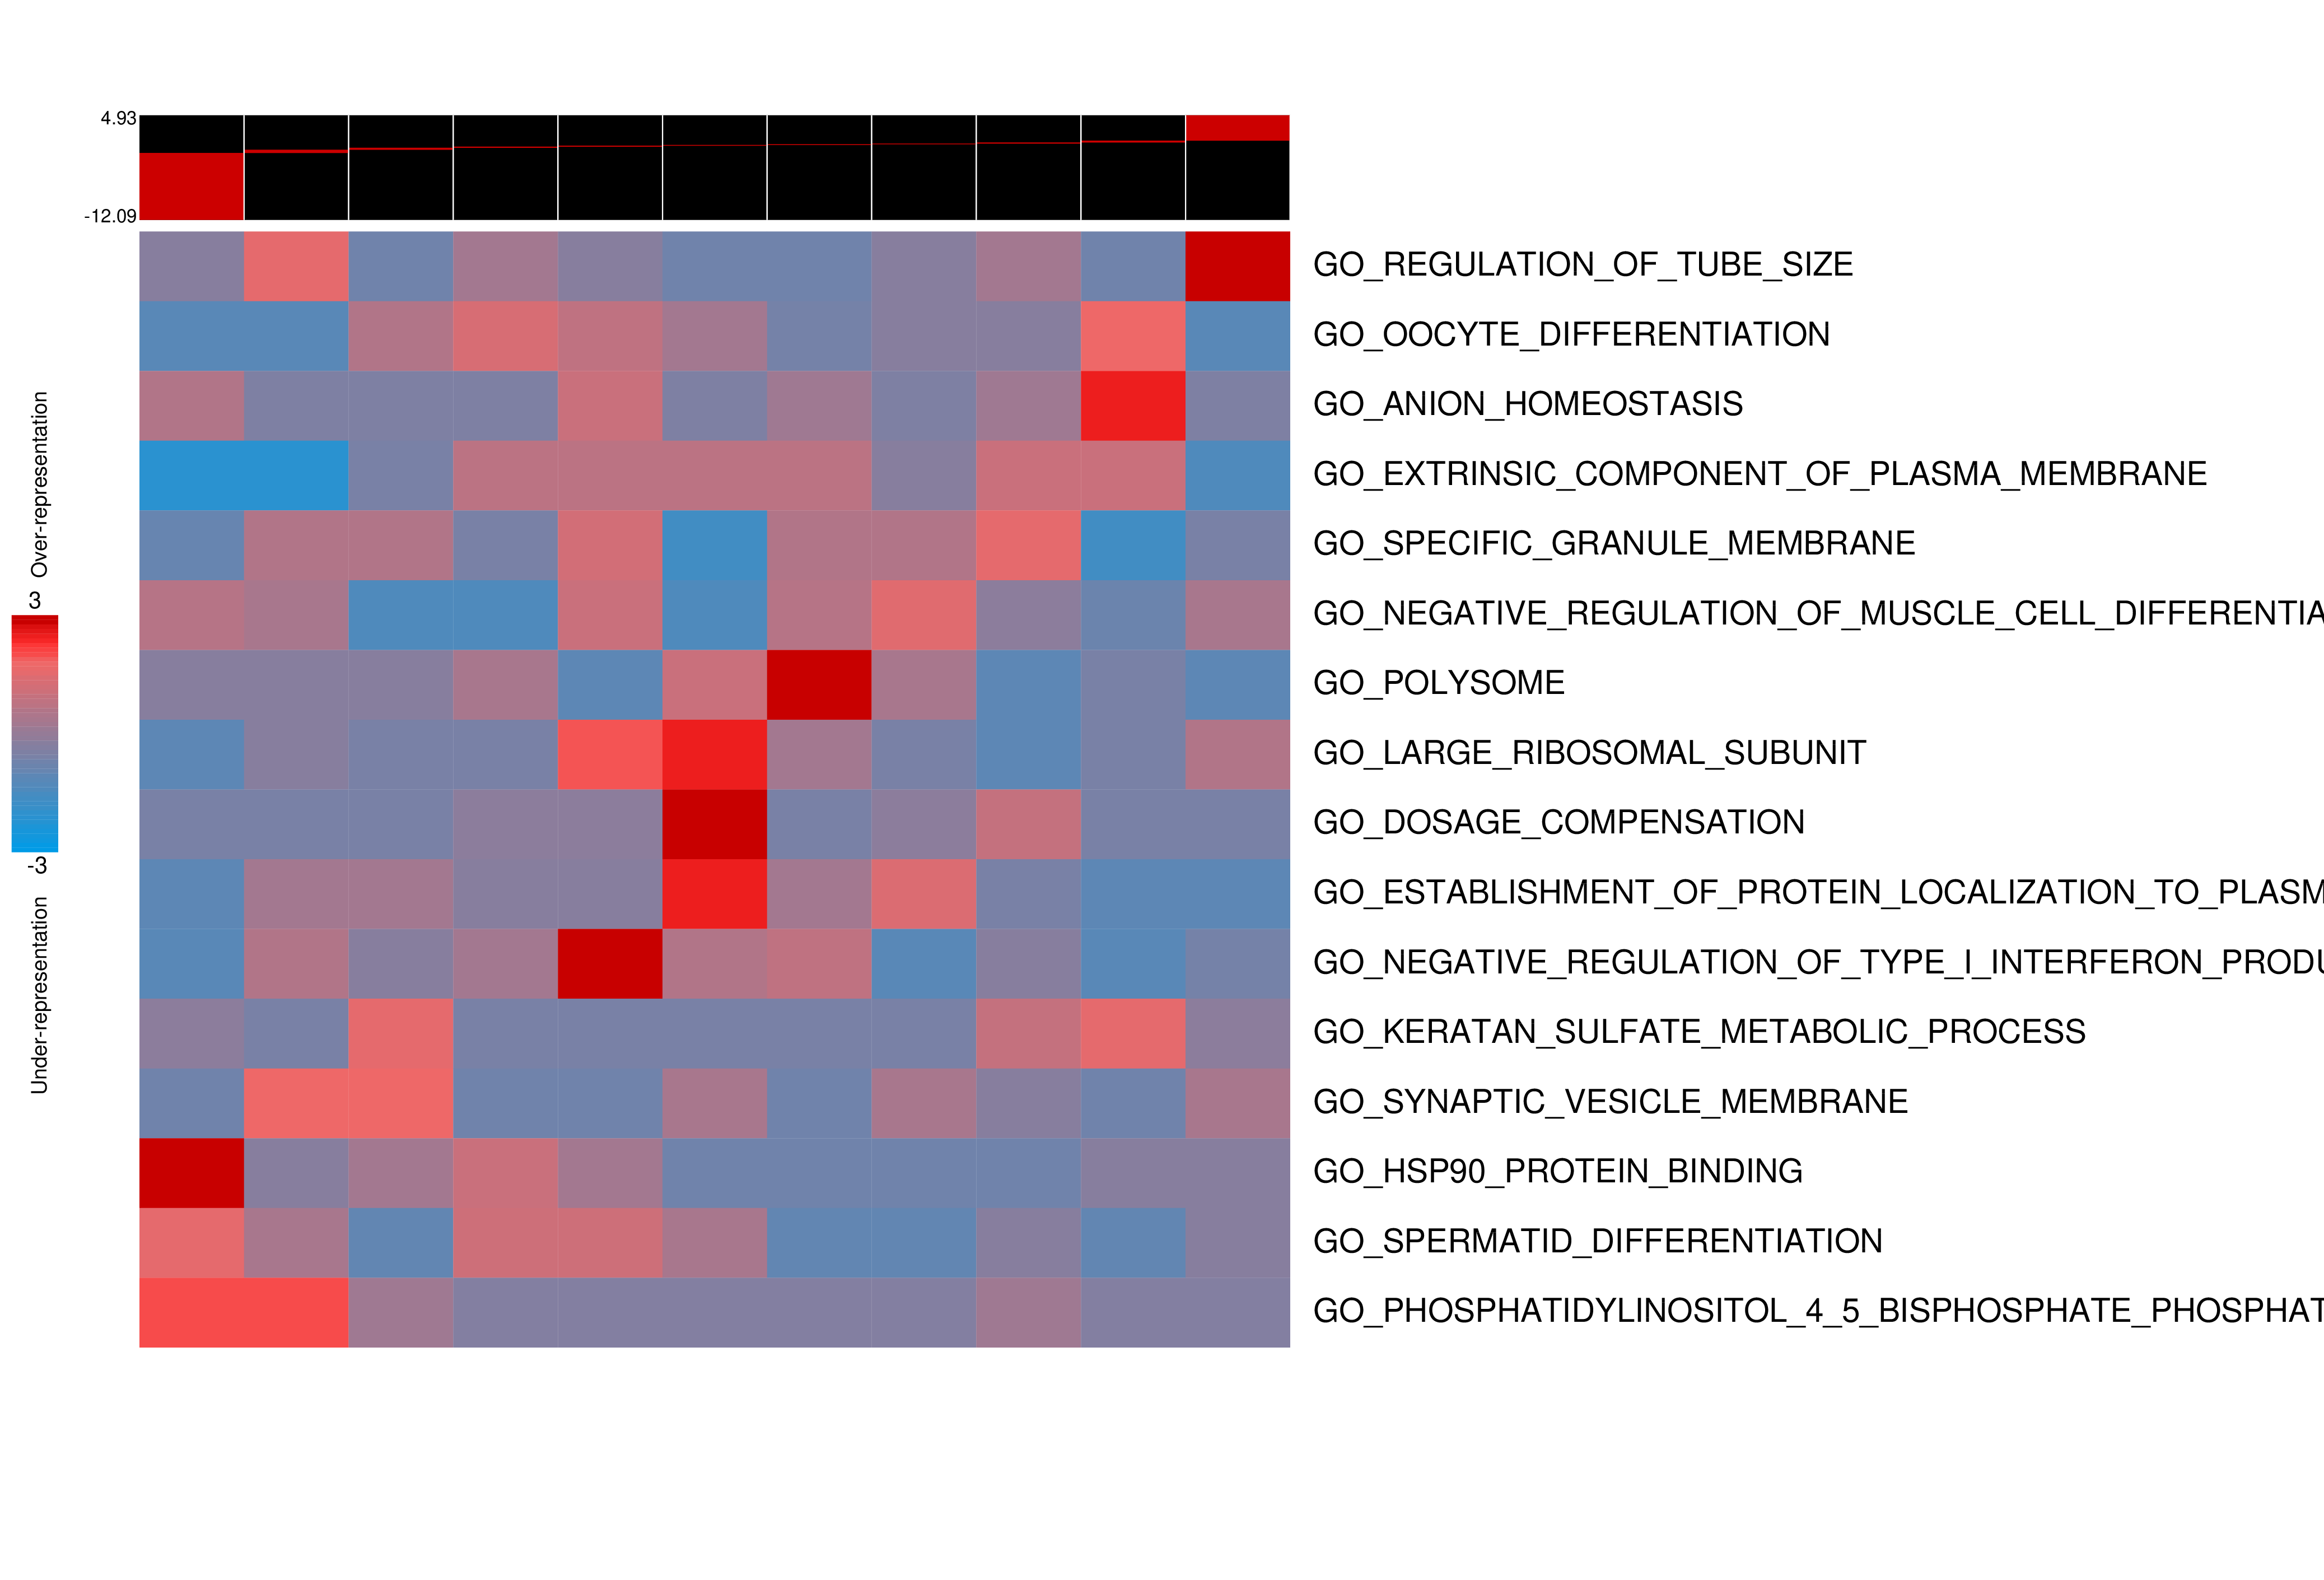 4.93
-12.09
GO_REGULATION_OF_TUBE_SIZE
GO_OOCYTE_DIFFERENTIATION
GO_ANION_HOMEOSTASIS
GO_EXTRINSIC_COMPONENT_OF_PLASMA_MEMBRANE
GO_SPECIFIC_GRANULE_MEMBRANE
GO_NEGATIVE_REGULATION_OF_MUSCLE_CELL_DIFFERENTIA
GO_POLYSOME
GO_LARGE_RIBOSOMAL_SUBUNIT
GO_DOSAGE_COMPENSATION
GO_ESTABLISHMENT_OF_PROTEIN_LOCALIZATION_TO_PLASM
GO_NEGATIVE_REGULATION_OF_TYPE_I_INTERFERON_PRODU
GO_KERATAN_SULFATE_METABOLIC_PROCESS
GO_SYNAPTIC_VESICLE_MEMBRANE
GO_HSP90_PROTEIN_BINDING
GO_SPERMATID_DIFFERENTIATION
GO_PHOSPHATIDYLINOSITOL_4_5_BISPHOSPHATE_PHOSPHAT
Over-representation
3
-3
Under-representation